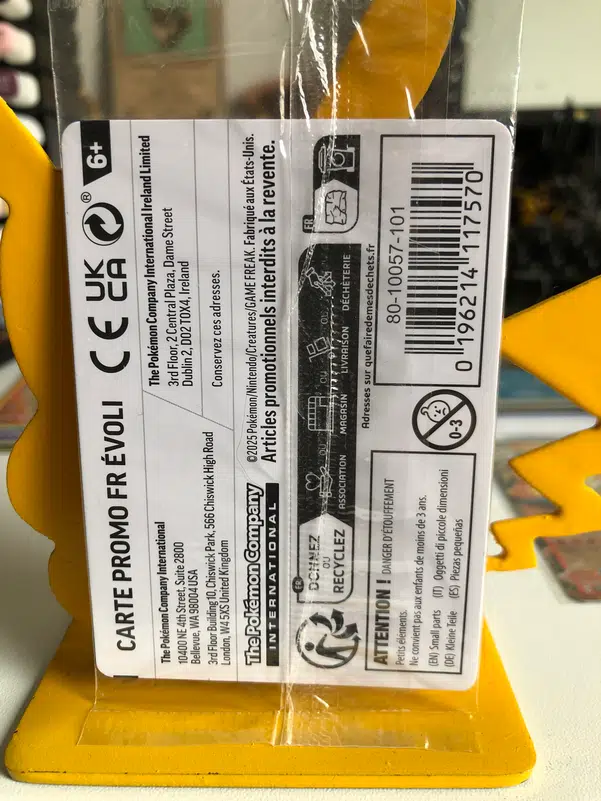 CARTE PROMO FR ÉVOLI
CE UK CA ®
6+
The Pokémon Company International
10400 NE 4th Street, Suite 2800
Bellevue, WA 98004 USA
3rd Floor Building 10, Chiswick Park, 566 Chiswick High Road
London, W4 5XS United Kingdom
The Pokémon Company International Ireland Limited
3rd Floor, 2 Central Plaza, Dame Street
Dublin 2, D02 T0X4, Ireland
Conservez ces adresses.
The Pokémon Company
INTERNATIONAL
©2025 Pokémon/Nintendo/Creatures/GAME FREAK. Fabriqué aux États-Unis.
Articles promotionnels interdits à la revente.
FR
DONNEZ
OU
RECYCLEZ
ASSOCIATION
OU
MAGASIN
OU
LIVRAISON
OU
DÉCHÈTERIE
FR
Adresses sur quefairedemesdechets.fr
ATTENTION ! DANGER D'ÉTOUFFEMENT
Petits éléments.
Ne convient pas aux enfants de moins de 3 ans.
(EN) Small parts (IT) Oggetti di piccole dimensioni
(DE) Kleine Teile (ES) Piezas pequeñas
0-3
80-10057-101
0 196214 117570